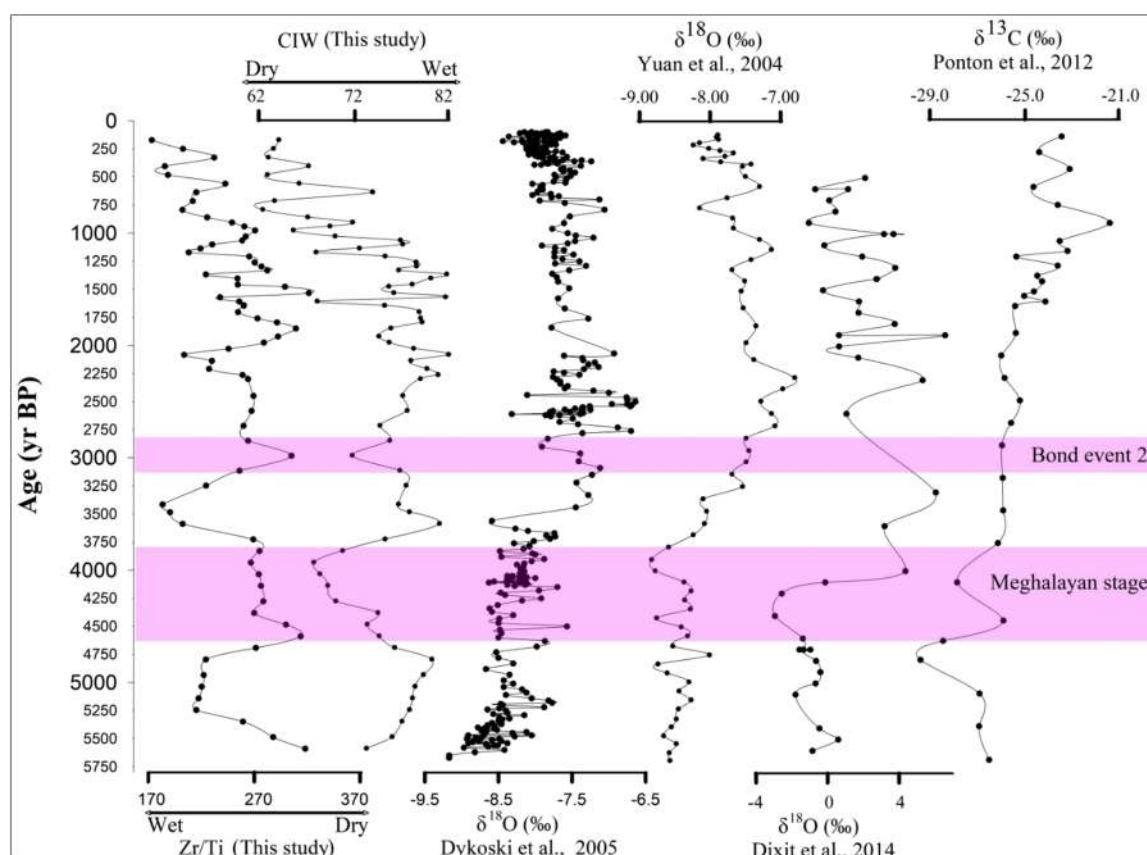 CIW (This study)
Dry Wet
62 72 82
δ18O (‰)
Yuan et al., 2004
-9.00 -8.00 -7.00
δ13C (‰)
Ponton et al., 2012
-29.0 -25.0 -21.0
Age (yr BP)
0
250
500
750
1000
1250
1500
1750
2000
2250
2500
2750
3000
3250
3500
3750
4000
4250
4500
4750
5000
5250
5500
5750
Bond event 2
Meghalayan stage
170 270 370
Wet Dry
Zr/Ti (This study)
-9.5 -8.5 -7.5 -6.5
δ18O (‰)
Dykoski et al., 2005
-4 0 4
δ18O (‰)
Dixit et al., 2014